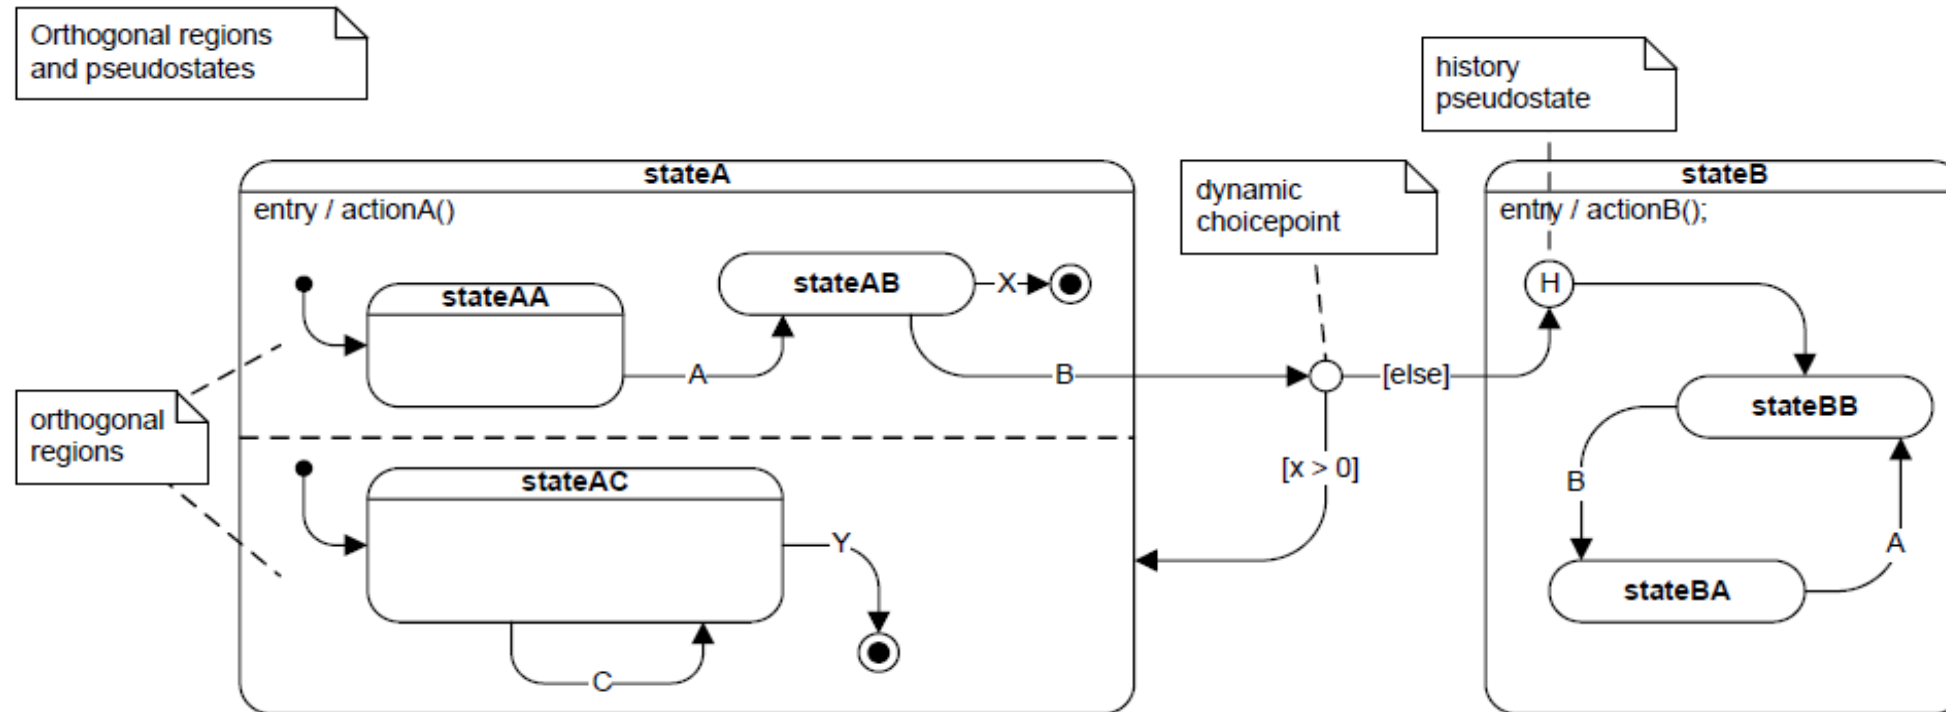 Orthogonal regions
and pseudostates
history
pseudostate
stateA
entry / actionA()
dynamic
choicepoint
stateB
entry / actionB();
stateAA
stateAB
X
H
A
B
[else]
orthogonal
regions
stateBB
[x > 0]
stateAC
B
Y
A
stateBA
C